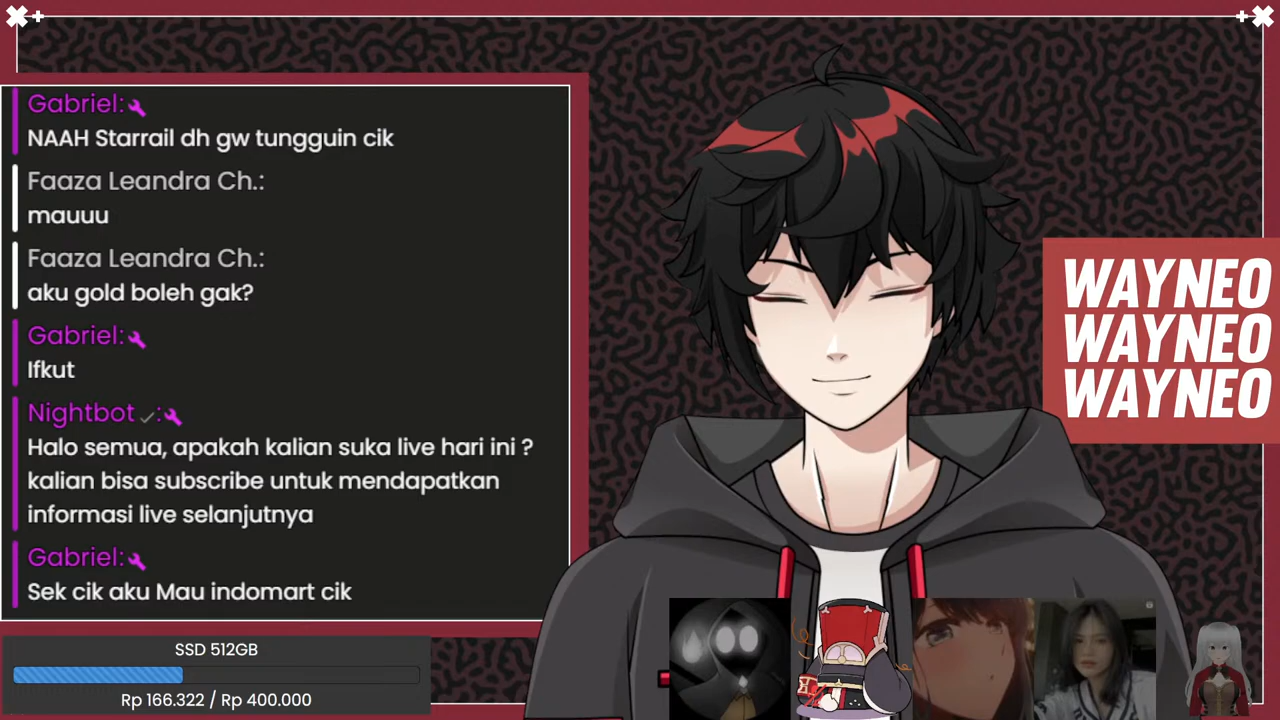 Gabriel:
NAAH Starrail dh gw tungguin cik
Faaza Leandra Ch.:
mauuu
Faaza Leandra Ch.:
aku gold boleh gak?
Gabriel:
Ifkut
Nightbot :
Halo semua, apakah kalian suka live hari ini ?
kalian bisa subscribe untuk mendapatkan
informasi live selanjutnya
Gabriel:
Sek cik aku Mau indomart cik
SSD 512GB
Rp 166.322 / Rp 400.000
WAYNEO
WAYNEO
WAYNEO